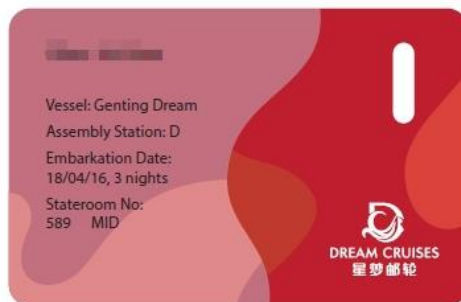 Vessel: Genting Dream
Assembly Station: D
Embarkation Date:
18/04/16, 3 nights
Stateroom No:
589 MID
DREAM CRUISES
星梦邮轮